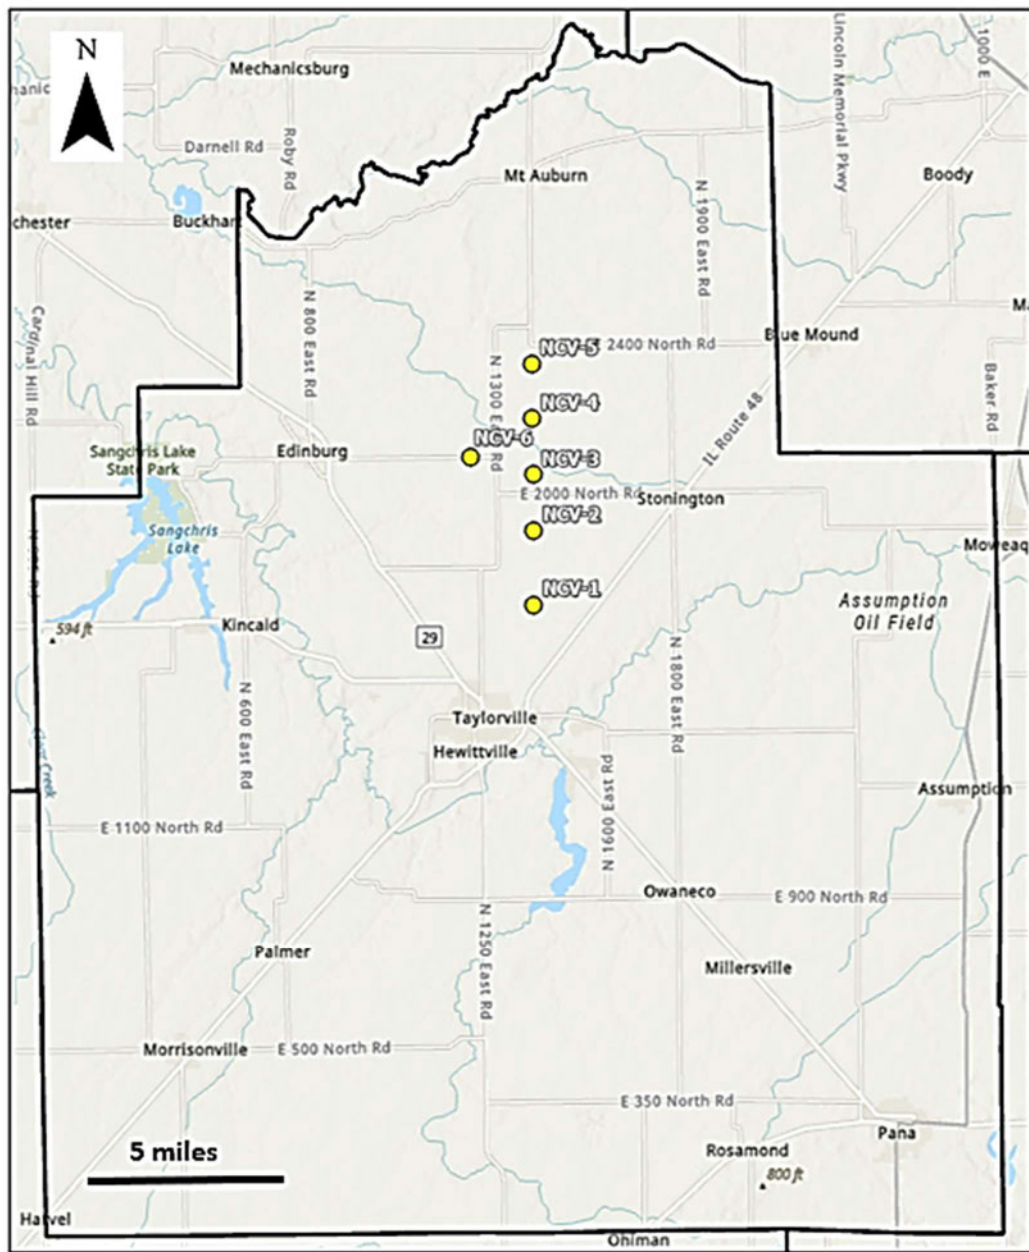 N
Mechanicsburg
Lincoln Memorial Pkwy
1000 E
Darnell Rd
Roby Rd
Mt Auburn
Boody
chester
Buckhar
N 1900 East Rd
Cardinal Hill Rd
N 800 East Rd
Blue Mound
NCV-5
2400 North Rd
N 1300 Ea
Rd
Baker Rd
NCV-4
IL Route 48
NCV-6
Sangchris Lake
State Park
Edinburg
NCV-3
E 2000 North Rd
Stonington
Sangchris
Lake
NCV-2
Moweaq
NCV-1
Assumption
Oil Field
594 ft
Kincaid
29
N 1800 East Rd
N 600 East Rd
Taylorville
Hewittville
N 1600 East Rd
Assumption
E 1100 North Rd
Owaneco
E 900 North Rd
N 1250 East Rd
Palmer
Millersville
Morrisonville
E 500 North Rd
E 350 North Rd
Pana
5 miles
Rosamond
800 ft
Harvel
Ohlman